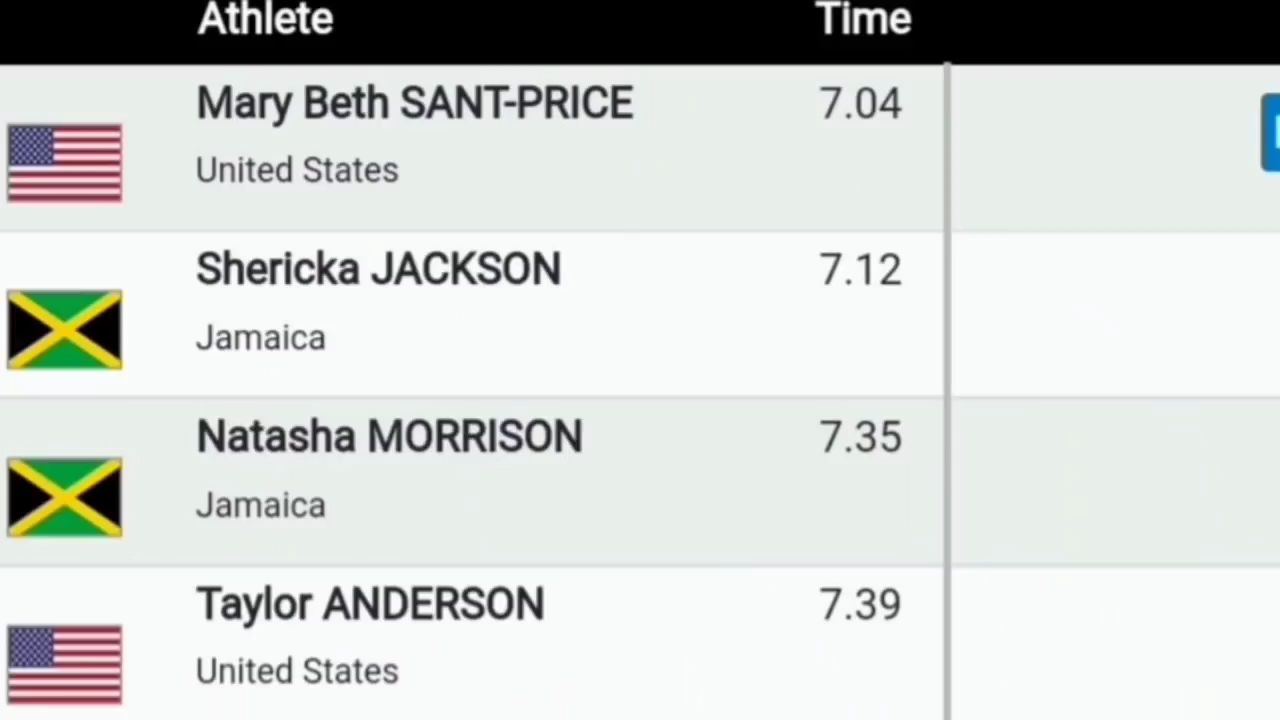 Athlete Time
Mary Beth SANT-PRICE 7.04
United States
Shericka JACKSON 7.12
Jamaica
Natasha MORRISON 7.35
Jamaica
Taylor ANDERSON 7.39
United States